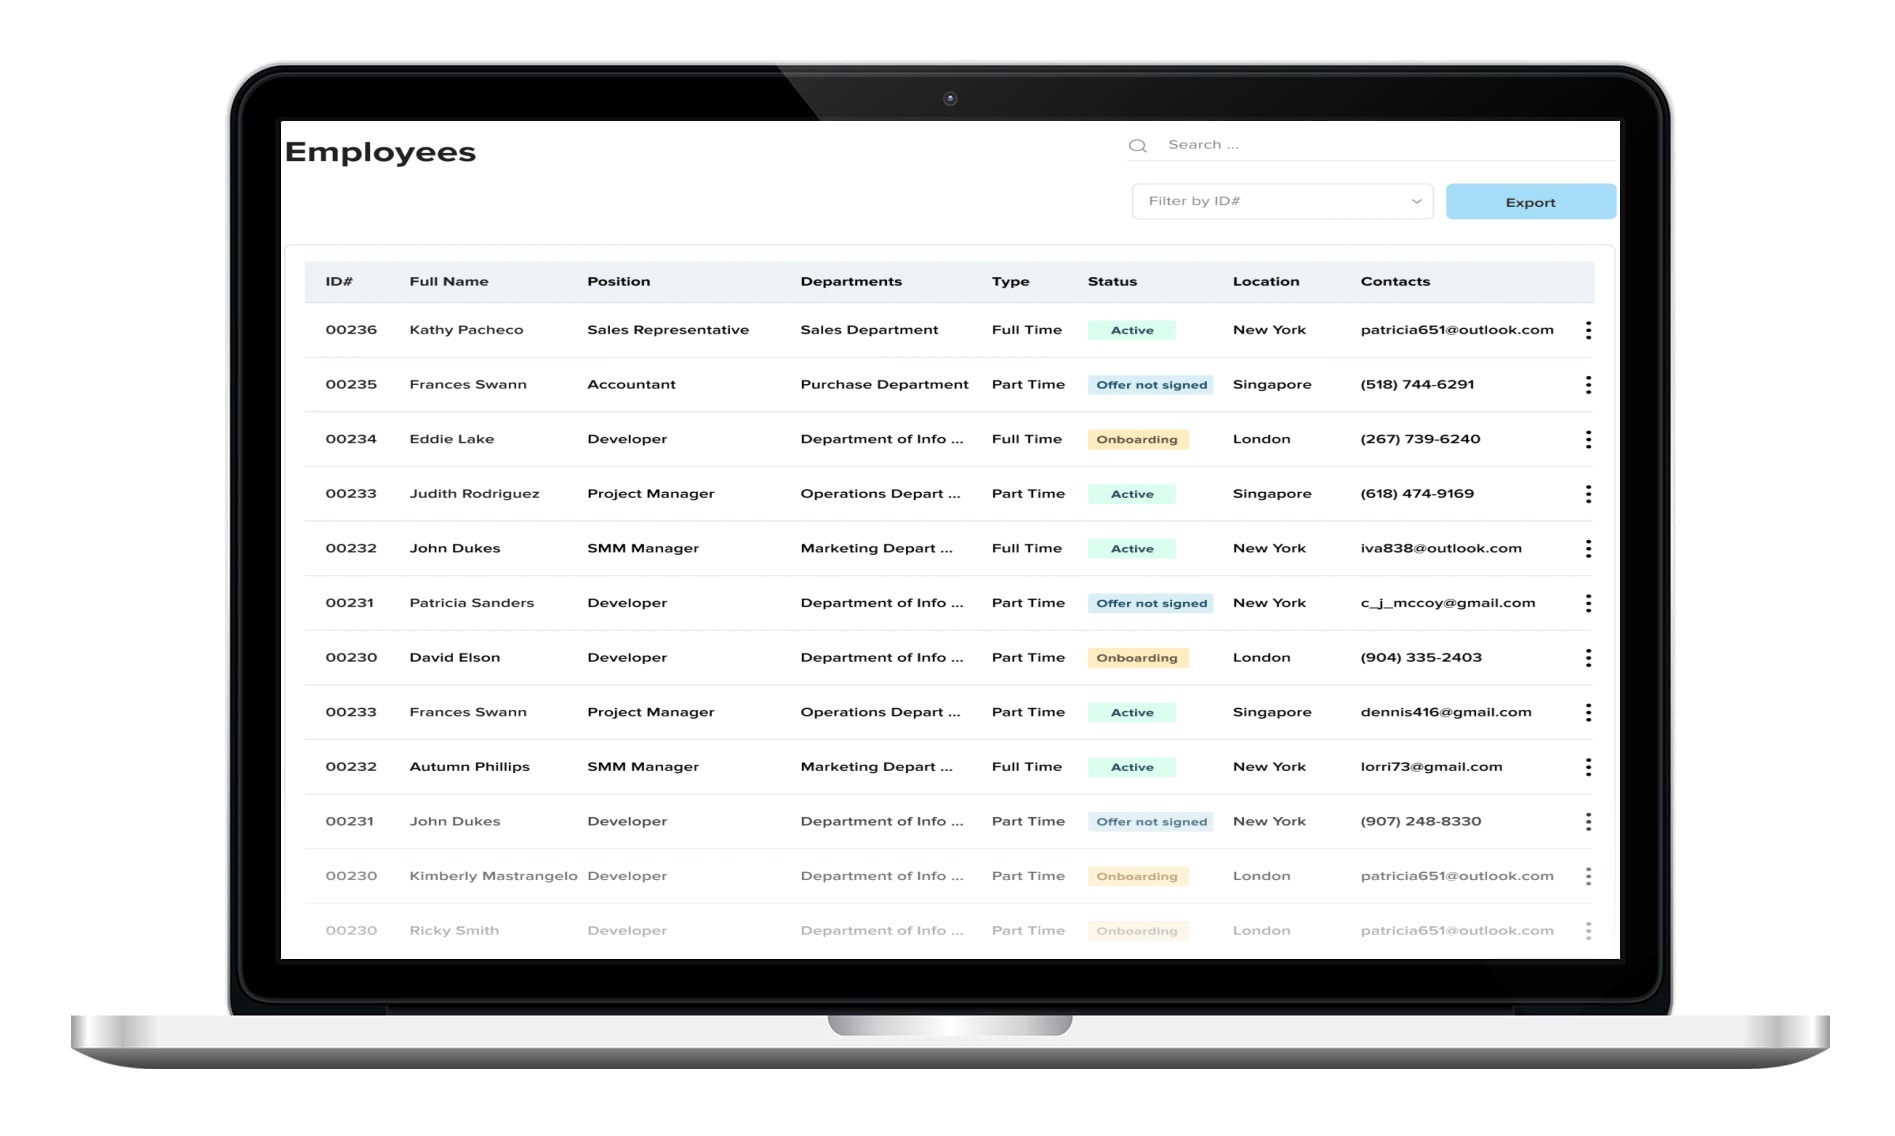 Employees
Search ...
Filter by ID#
Export
ID# Full Name Position Departments Type Status Location Contacts
00236 Kathy Pacheco Sales Representative Sales Department Full Time Active New York patricia651@outlook.com
00235 Frances Swann Accountant Purchase Department Part Time Offer not signed Singapore (518) 744-6291
00234 Eddie Lake Developer Department of Info ... Full Time Onboarding London (267) 739-6240
00233 Judith Rodriguez Project Manager Operations Depart ... Part Time Active Singapore (618) 474-9169
00232 John Dukes SMM Manager Marketing Depart ... Full Time Active New York iva838@outlook.com
00231 Patricia Sanders Developer Department of Info ... Part Time Offer not signed New York c_j_mccoy@gmail.com
00230 David Elson Developer Department of Info ... Part Time Onboarding London (904) 335-2403
00233 Frances Swann Project Manager Operations Depart ... Part Time Active Singapore dennis416@gmail.com
00232 Autumn Phillips SMM Manager Marketing Depart ... Full Time Active New York lorri73@gmail.com
00231 John Dukes Developer Department of Info ... Part Time Offer not signed New York (907) 248-8330
00230 Kimberly Mastrangelo Developer Department of Info ... Part Time Onboarding London patricia651@outlook.com
00230 Ricky Smith Developer Department of Info ... Part Time Onboarding London patricia651@outlook.com